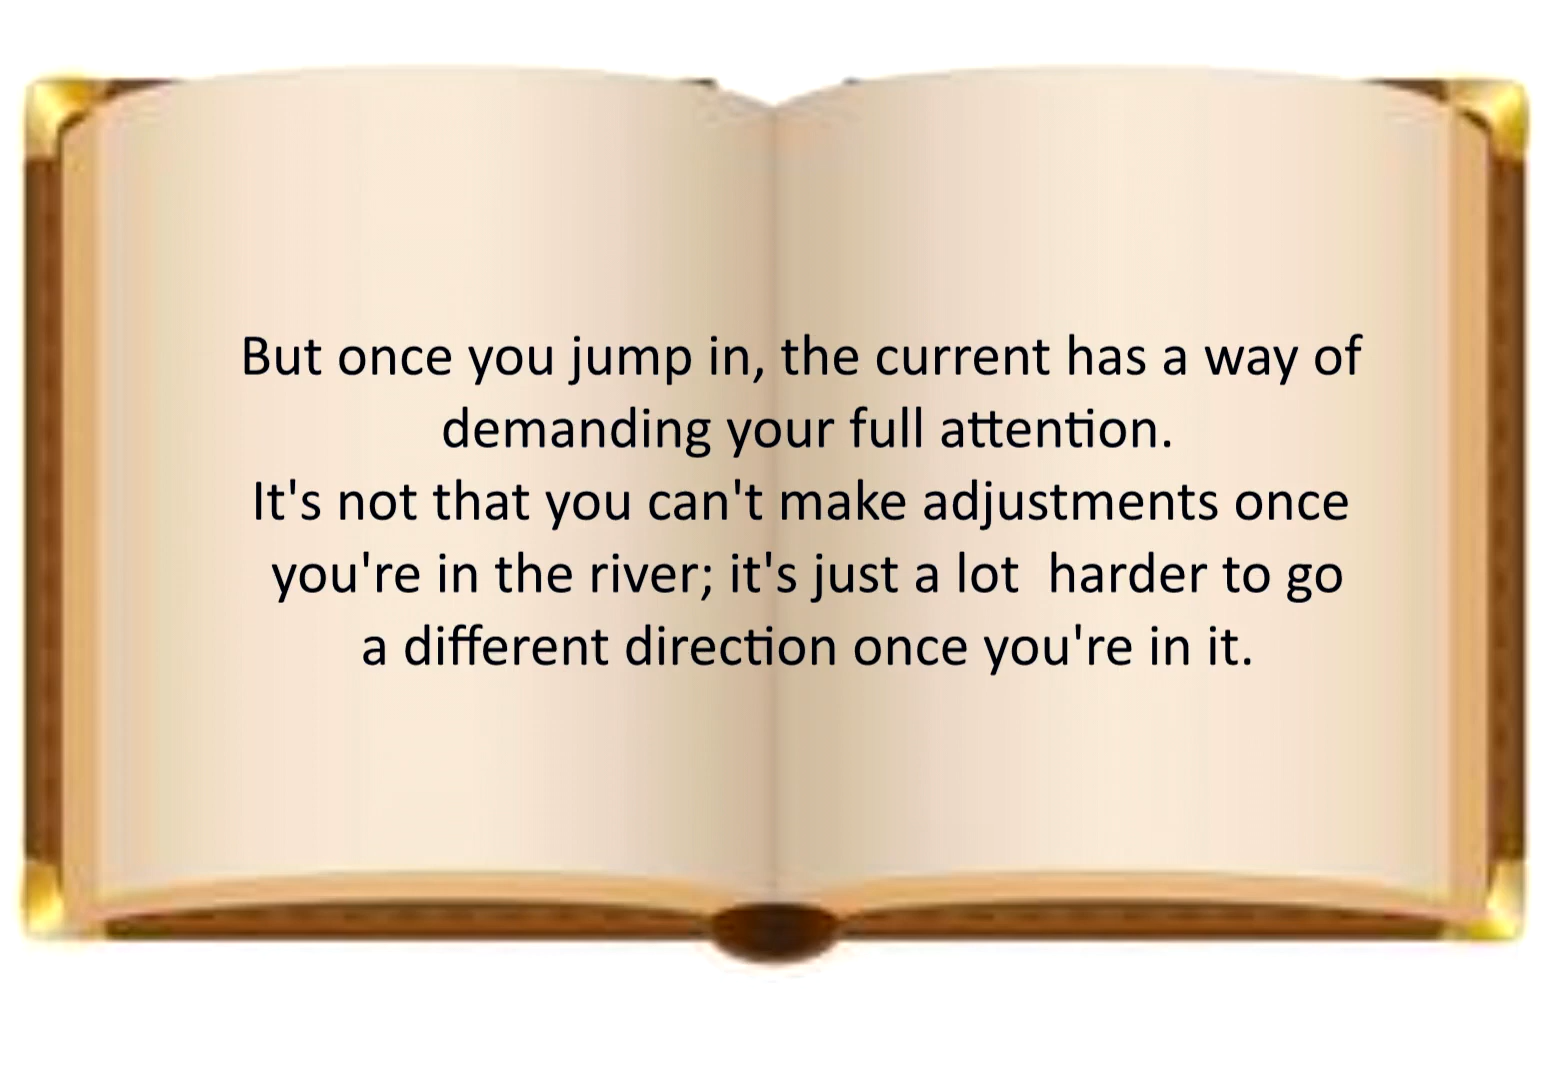 But once you jump in, the current has a way of
demanding your full attention.
It's not that you can't make adjustments once
you're in the river; it's just a lot  harder to go
a different direction once you're in it.